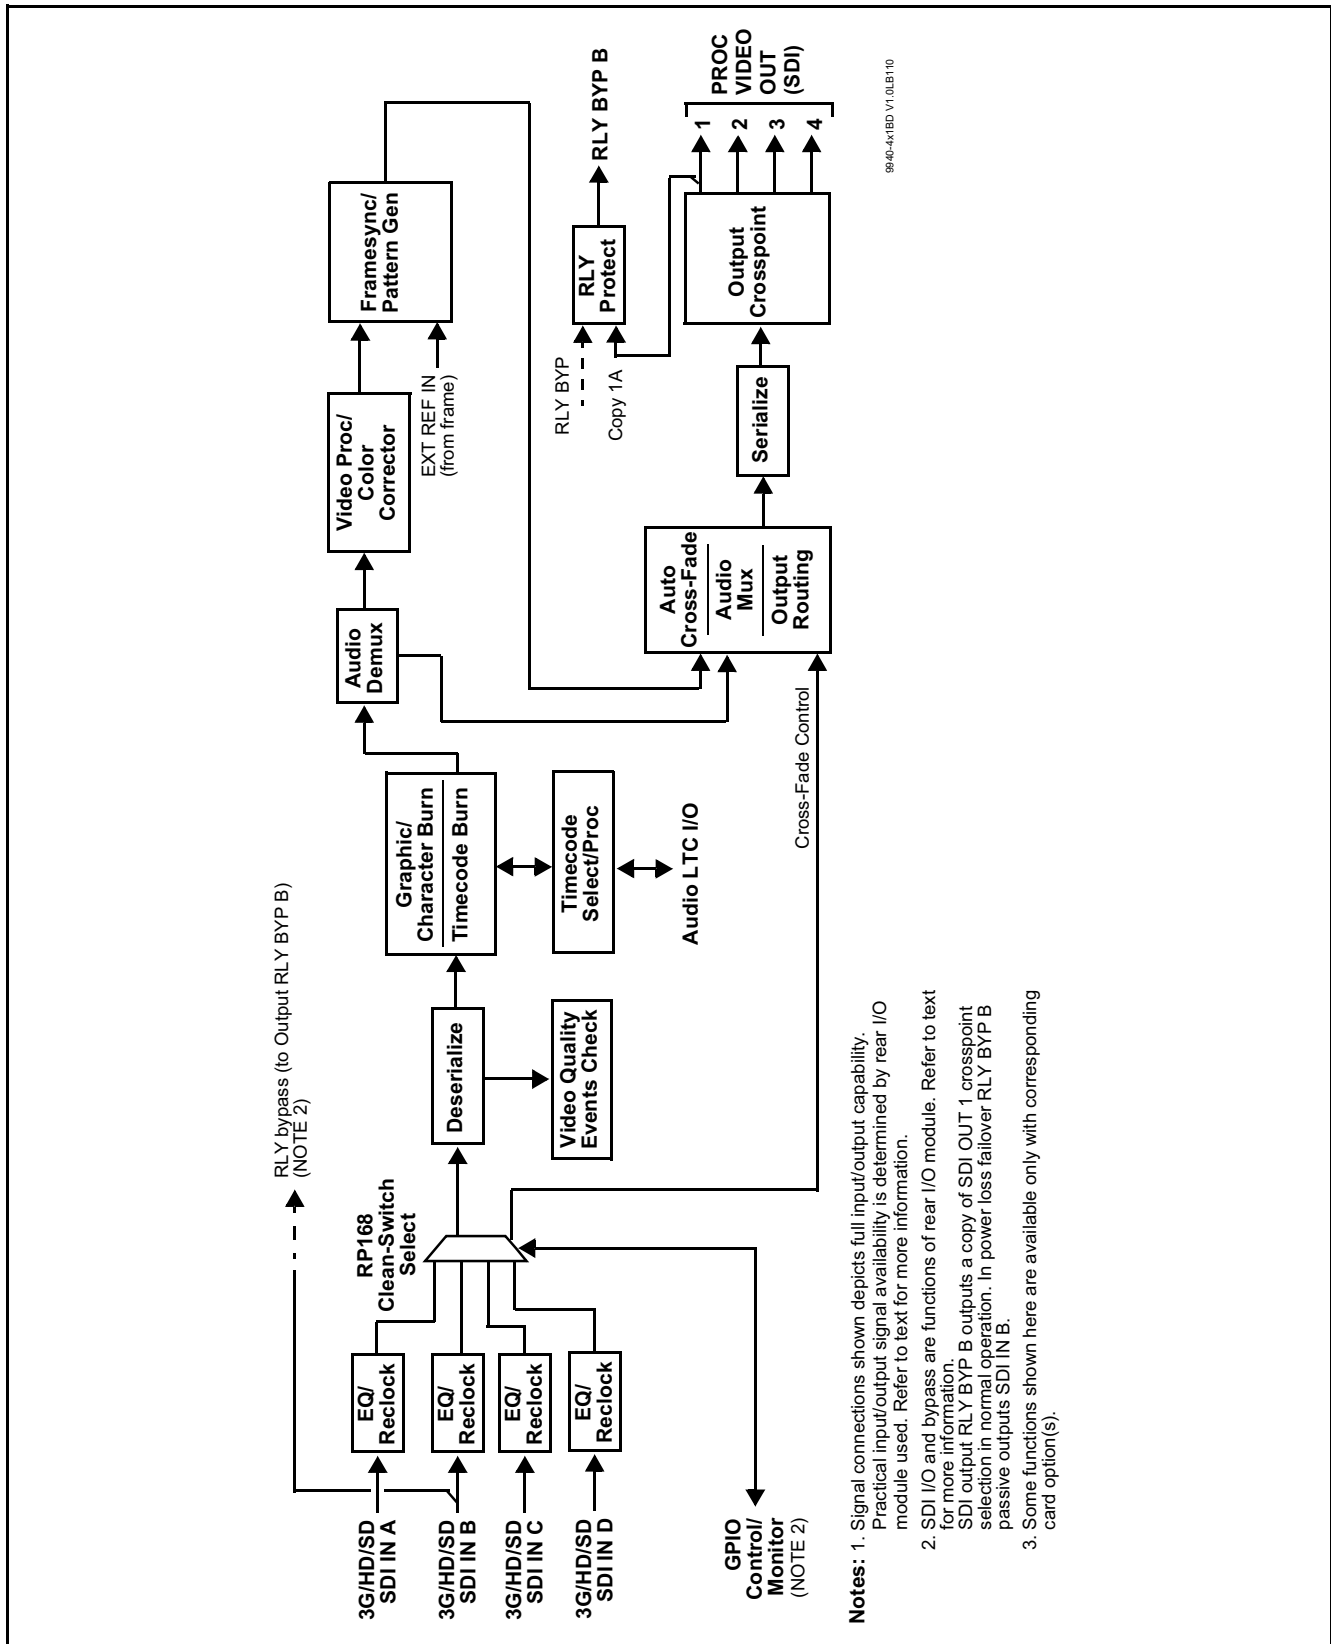 3G/HD/SD
SDI IN A
3G/HD/SD
SDI IN B
3G/HD/SD
SDI IN C
3G/HD/SD
SDI IN D
GPIO
Control/
Monitor
(NOTE 2)
EQ/
Reclock
EQ/
Reclock
EQ/
Reclock
EQ/
Reclock
RLY bypass (to Output RLY BYP B)
(NOTE 2)
RP168
Clean-Switch
Select
Deserialize
Video Quality
Events Check
Graphic/
Character Burn
Timecode Burn
Timecode
Select/Proc
Audio LTC I/O
Audio
Demux
Video Proc/
Color
Corrector
EXT REF IN
(from frame)
Framesync/
Pattern Gen
Cross-Fade Control
Auto
Cross-Fade
Audio
Mux
Output
Routing
Serialize
RLY BYP
Copy 1A
RLY
Protect
RLY BYP B
Output
Crosspoint
1
2
3
4
PROC
VIDEO
OUT
(SDI)
9940-4x1BD V1.0LB110
Notes: 1. Signal connections shown depicts full input/output capability.
Practical input/output signal availability is determined by rear I/O
module used. Refer to text for more information.
2. SDI I/O and bypass are functions of rear I/O module. Refer to text
for more information.
SDI output RLY BYP B outputs a copy of SDI OUT 1 crosspoint
selection in normal operation. In power loss failover RLY BYP B
passive outputs SDI IN B.
3. Some functions shown here are available only with corresponding
card option(s).